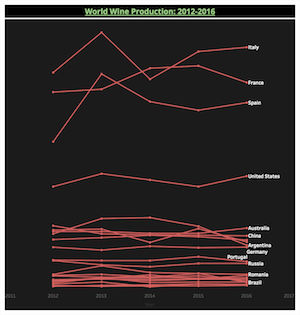 World Wine Production: 2012-2016
Italy
France
Spain
United States
Australia
China
Argentina
Germany
Portugal
Russia
Romania
Brazil
2011 2012 2013 2014 2015 2016 2017